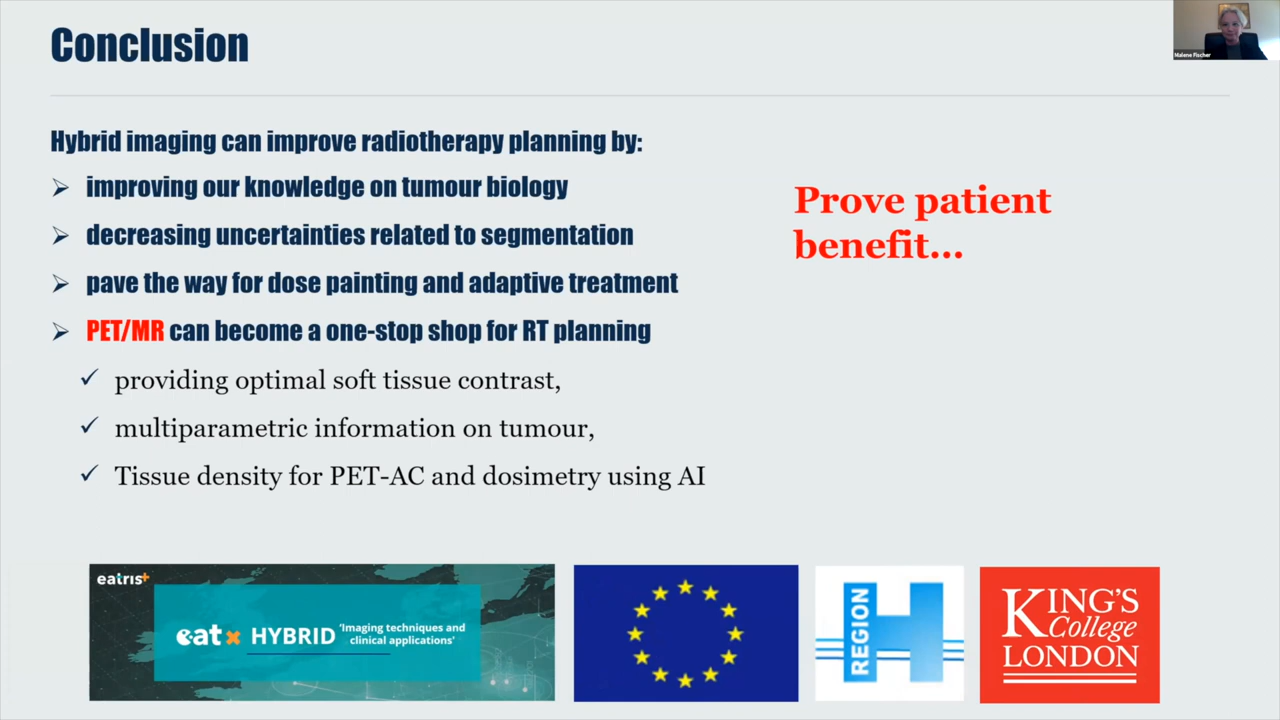 Conclusion
Malene Fischer
Hybrid imaging can improve radiotherapy planning by:
improving our knowledge on tumour biology
decreasing uncertainties related to segmentation
pave the way for dose painting and adaptive treatment
PET/MR can become a one-stop shop for RT planning
providing optimal soft tissue contrast,
multiparametric information on tumour,
Tissue density for PET-AC and dosimetry using AI
Prove patient
benefit...
eatris+
eat x HYBRID
'Imaging techniques and
clinical applications'
REGION
H
KING'S
College
LONDON